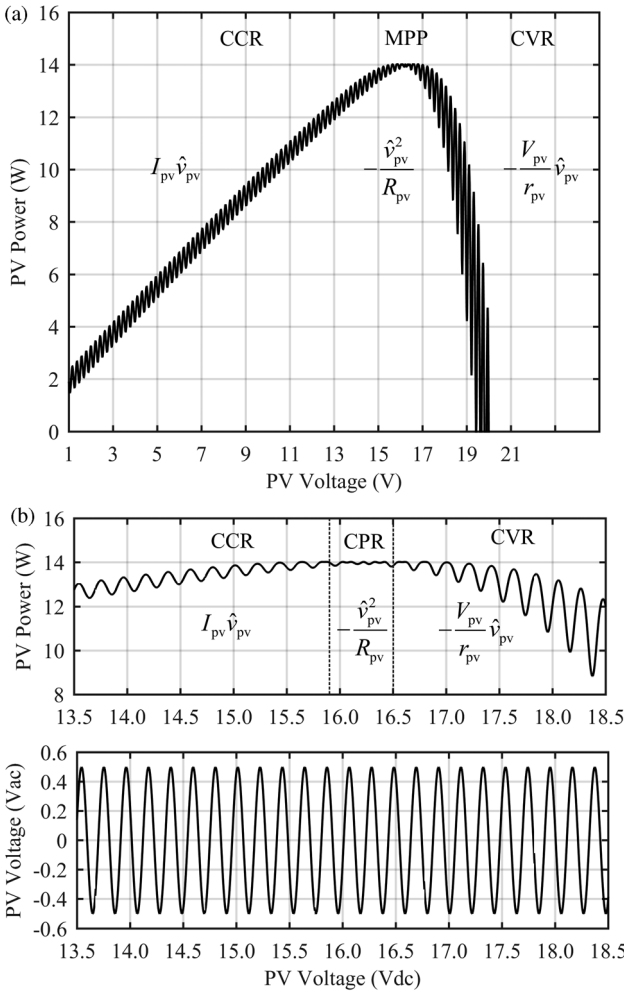 (a)
CCR MPP CVR
16
14
12
10
8
6
4
2
0
PV Power (W)
I_pv v̂_pv
-v̂²_pv/R_pv
-V_pv/r_pv v̂_pv
1 3 5 7 9 11 13 15 17 19 21
PV Voltage (V)
(b)
CCR CPR CVR
16
14
12
10
8
PV Power (W)
I_pv v̂_pv
-v̂²_pv/R_pv
-V_pv/r_pv v̂_pv
13.5 14.0 14.5 15.0 15.5 16.0 16.5 17.0 17.5 18.0 18.5
0.6
0.4
0.2
0
-0.2
-0.4
-0.6
PV Voltage (Vac)
13.5 14.0 14.5 15.0 15.5 16.0 16.5 17.0 17.5 18.0 18.5
PV Voltage (Vdc)